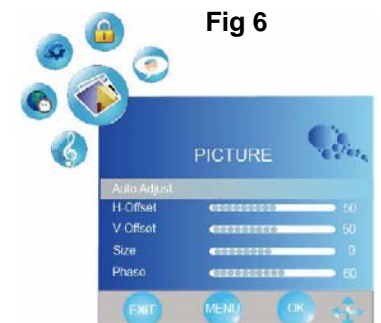 Fig 6
PICTURE
Auto Adjust
H-Offset 50
V-Offset 50
Size 0
Phase 60
EXIT MENU OK